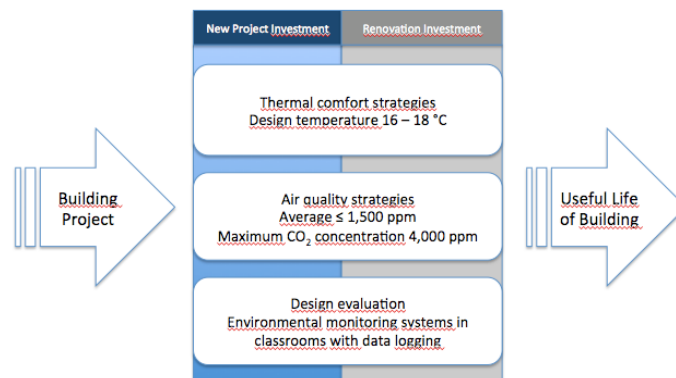 New Project Investment
Renovation Investment
Thermal comfort strategies
Design temperature 16 – 18 °C
Building
Project
Air quality strategies
Average ≤ 1,500 ppm
Maximum CO₂ concentration 4,000 ppm
Useful Life
of Building
Design evaluation
Environmental monitoring systems in
classrooms with data logging